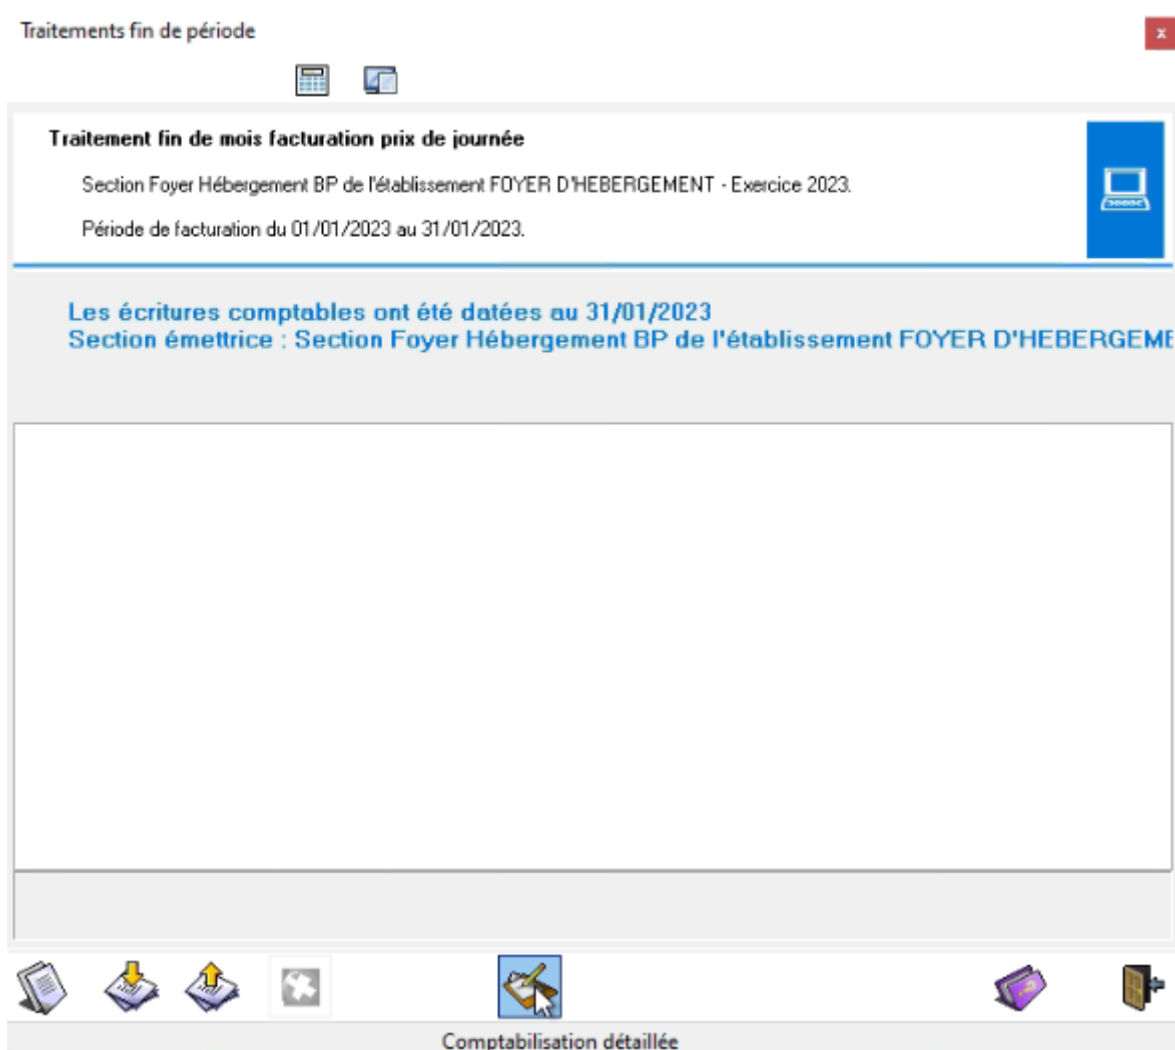 Traitements fin de période
Traitement fin de mois facturation prix de journée
Section Foyer Hébergement BP de l'établissement FOYER D'HEBERGEMENT - Exercice 2023.
Période de facturation du 01/01/2023 au 31/01/2023.
Les écritures comptables ont été datées au 31/01/2023
Section émettrice : Section Foyer Hébergement BP de l'établissement FOYER D'HEBERGEME
Comptabilisation détaillée